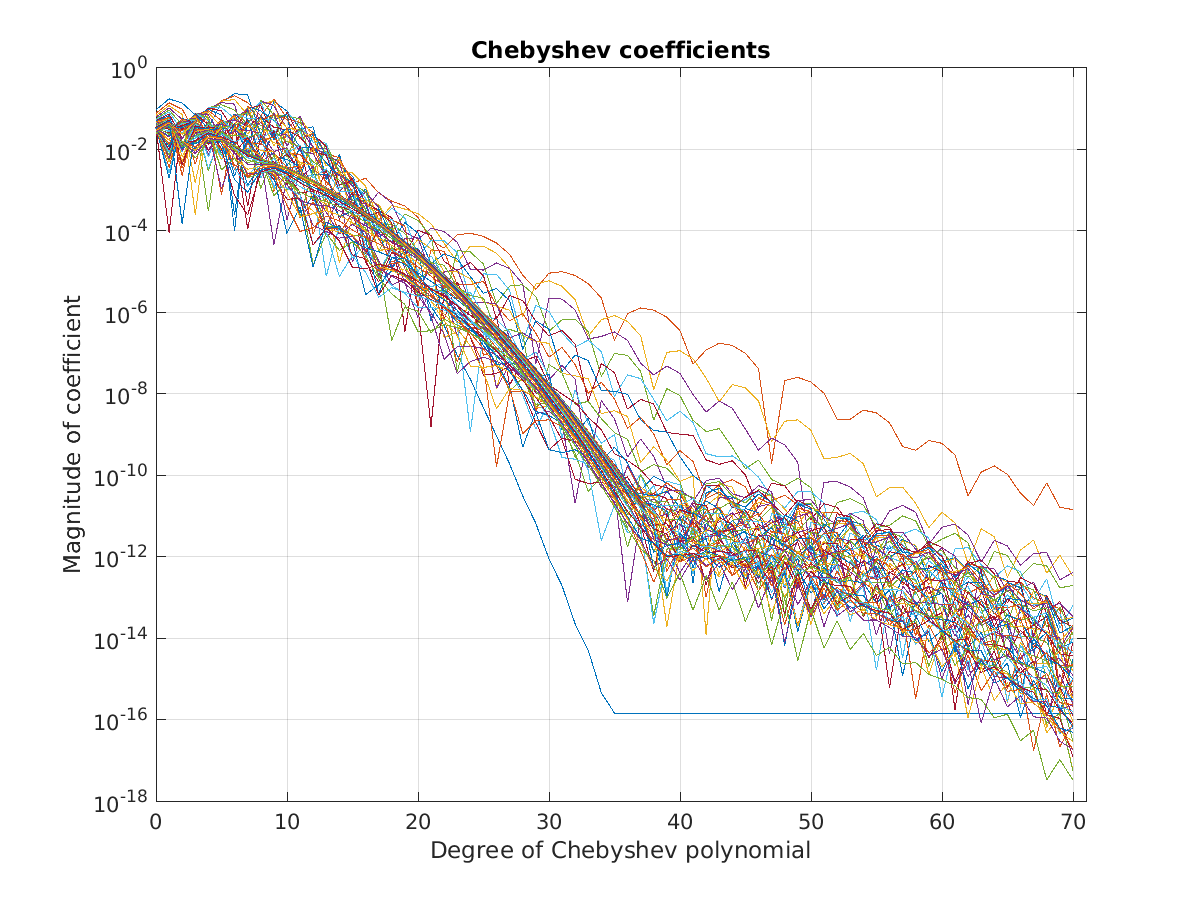 Chebyshev coefficients
10^0
10^-2
10^-4
10^-6
10^-8
10^-10
10^-12
10^-14
10^-16
10^-18
Magnitude of coefficient
0 10 20 30 40 50 60 70
Degree of Chebyshev polynomial